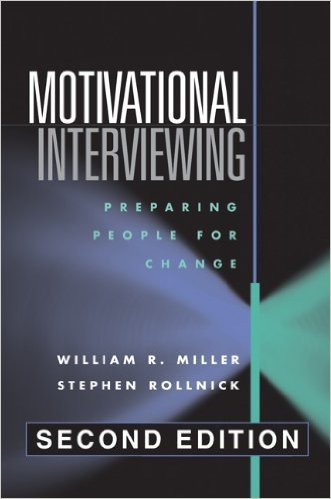 MOTIVATIONAL
INTERVIEWING
PREPARING
PEOPLE FOR
CHANGE
WILLIAM R. MILLER
STEPHEN ROLLNICK
SECOND EDITION